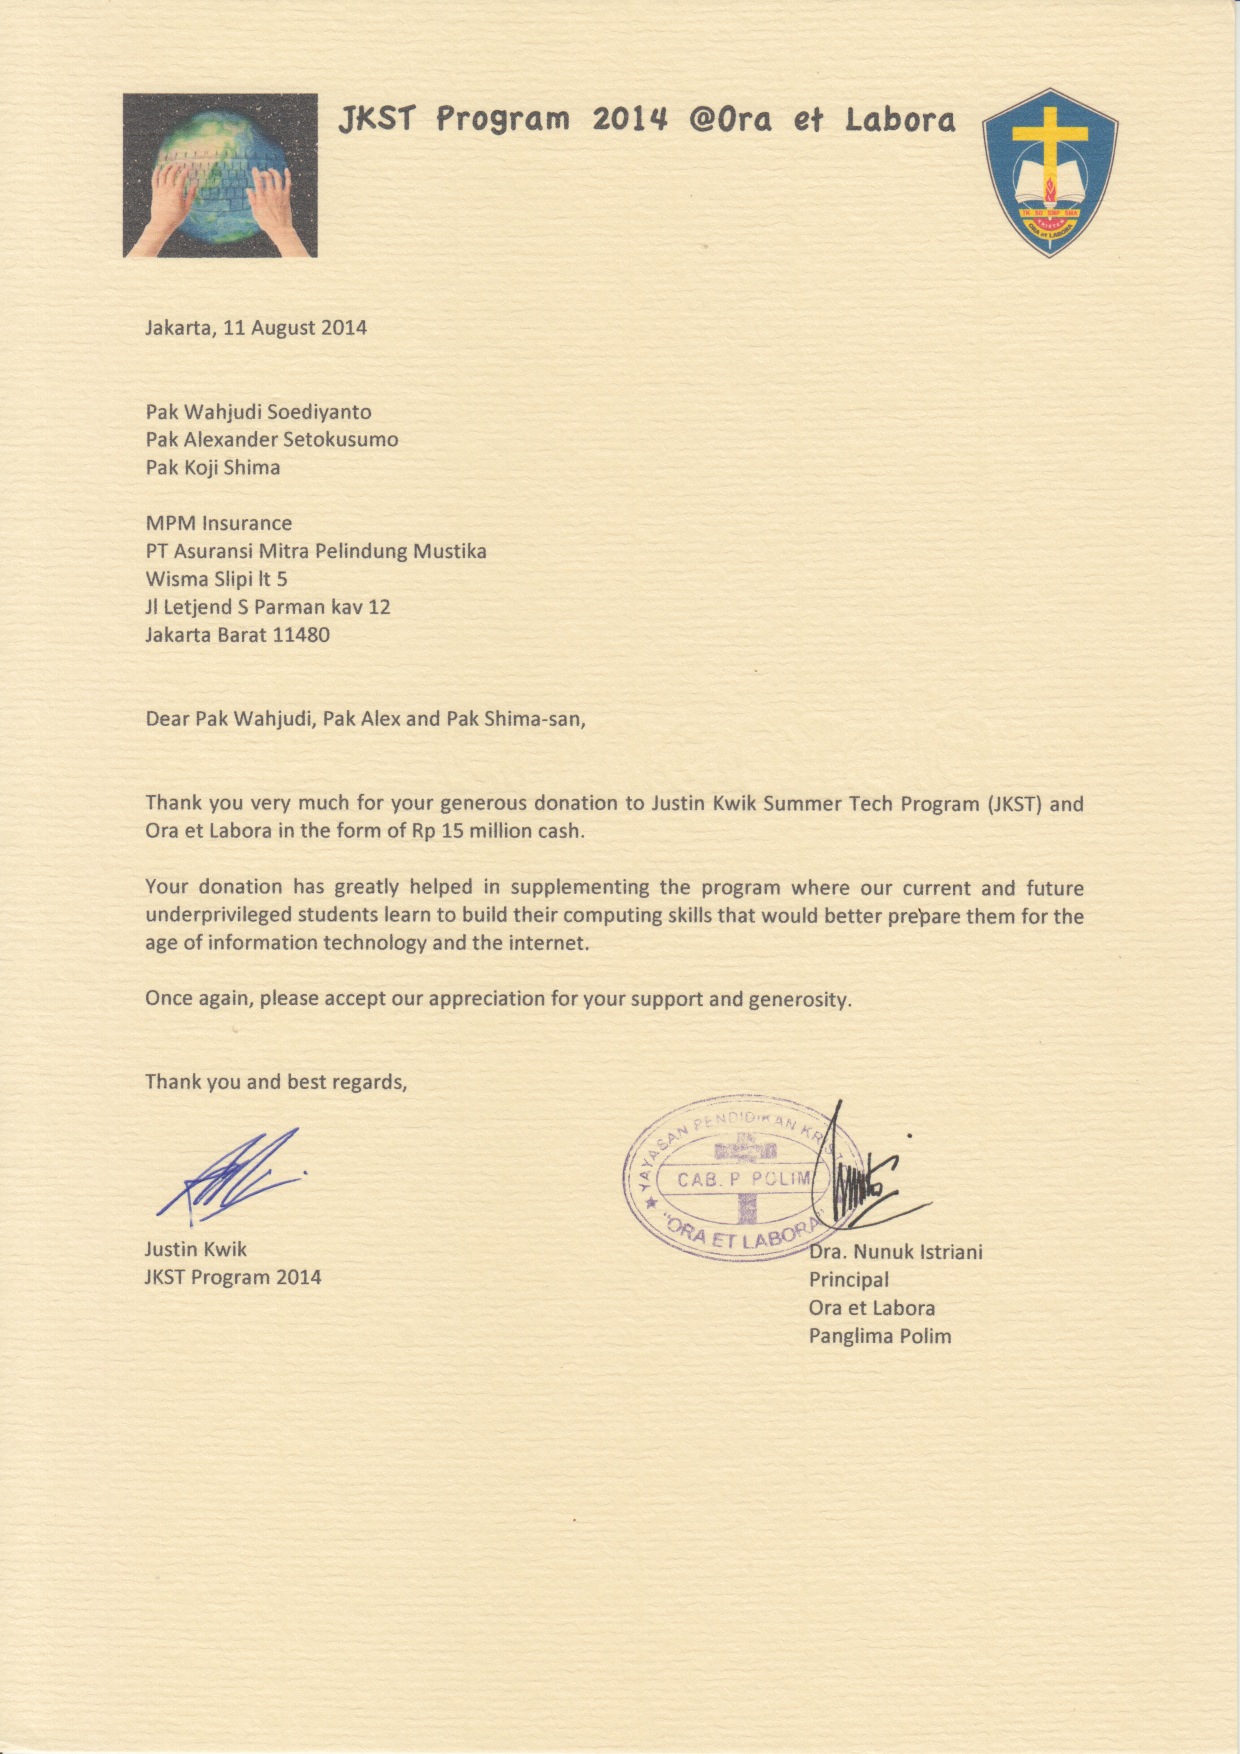 JKST Program 2014 @Ora et Labora
TK SD SMP SMA
KRISTEN
ORA et LABORA
Jakarta, 11 August 2014
Pak Wahjudi Soediyanto
Pak Alexander Setokusumo
Pak Koji Shima
MPM Insurance
PT Asuransi Mitra Pelindung Mustika
Wisma Slipi lt 5
Jl Letjend S Parman kav 12
Jakarta Barat 11480
Dear Pak Wahjudi, Pak Alex and Pak Shima-san,
Thank you very much for your generous donation to Justin Kwik Summer Tech Program (JKST) and
Ora et Labora in the form of Rp 15 million cash.
Your donation has greatly helped in supplementing the program where our current and future
underprivileged students learn to build their computing skills that would better prepare them for the
age of information technology and the internet.
Once again, please accept our appreciation for your support and generosity.
Thank you and best regards,
YAYASAN PENDIDIKAN
CAB. P POLIM
"ORA ET LABORA"
Justin Kwik
JKST Program 2014
Dra. Nunuk Istriani
Principal
Ora et Labora
Panglima Polim